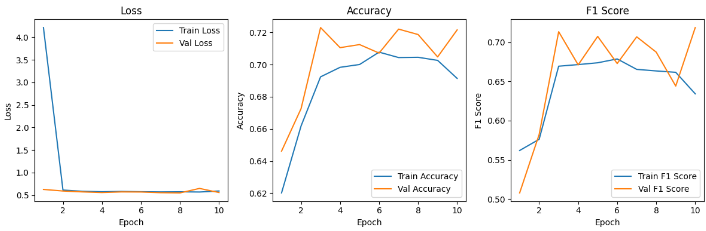 Loss
Train Loss
Val Loss
4.0
3.5
3.0
2.5
2.0
1.5
1.0
0.5
Loss
2 4 6 8 10
Epoch
Accuracy
0.72
0.70
0.68
0.66
0.64
0.62
Accuracy
Train Accuracy
Val Accuracy
2 4 6 8 10
Epoch
F1 Score
0.70
0.65
0.60
0.55
0.50
F1 Score
Train F1 Score
Val F1 Score
2 4 6 8 10
Epoch